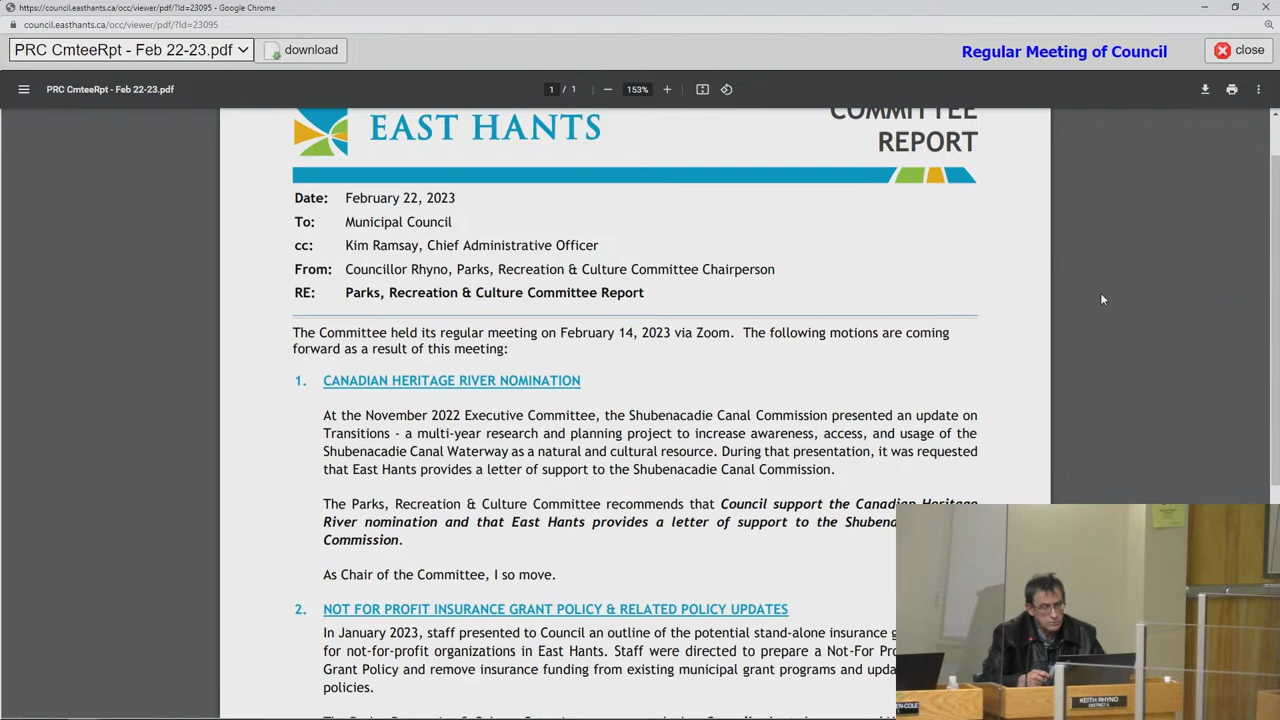 https://council.easthants.ca/occ/viewer/pdf/?Id=23095 - Google Chrome
council.easthants.ca/occ/viewer/pdf/?Id=23095
PRC CmteeRpt - Feb 22-23.pdf
download
Regular Meeting of Council
close
PRC CmteeRpt - Feb 22-23.pdf
1 / 1
153%
EAST HANTS
COMMITTEE
REPORT
Date: February 22, 2023
To: Municipal Council
cc: Kim Ramsay, Chief Administrative Officer
From: Councillor Rhyno, Parks, Recreation & Culture Committee Chairperson
RE: Parks, Recreation & Culture Committee Report
The Committee held its regular meeting on February 14, 2023 via Zoom. The following motions are coming
forward as a result of this meeting:
1. CANADIAN HERITAGE RIVER NOMINATION
At the November 2022 Executive Committee, the Shubenacadie Canal Commission presented an update on
Transitions - a multi-year research and planning project to increase awareness, access, and usage of the
Shubenacadie Canal Waterway as a natural and cultural resource. During that presentation, it was requested
that East Hants provides a letter of support to the Shubenacadie Canal Commission.
The Parks, Recreation & Culture Committee recommends that Council support the Canadian Heritage
River nomination and that East Hants provides a letter of support to the Shubena
Commission.
As Chair of the Committee, I so move.
2. NOT FOR PROFIT INSURANCE GRANT POLICY & RELATED POLICY UPDATES
In January 2023, staff presented to Council an outline of the potential stand-alone insurance g
for not-for-profit organizations in East Hants. Staff were directed to prepare a Not-For Pro
Grant Policy and remove insurance funding from existing municipal grant programs and upda
policies.
EN-COLE
KEITH RHYNO